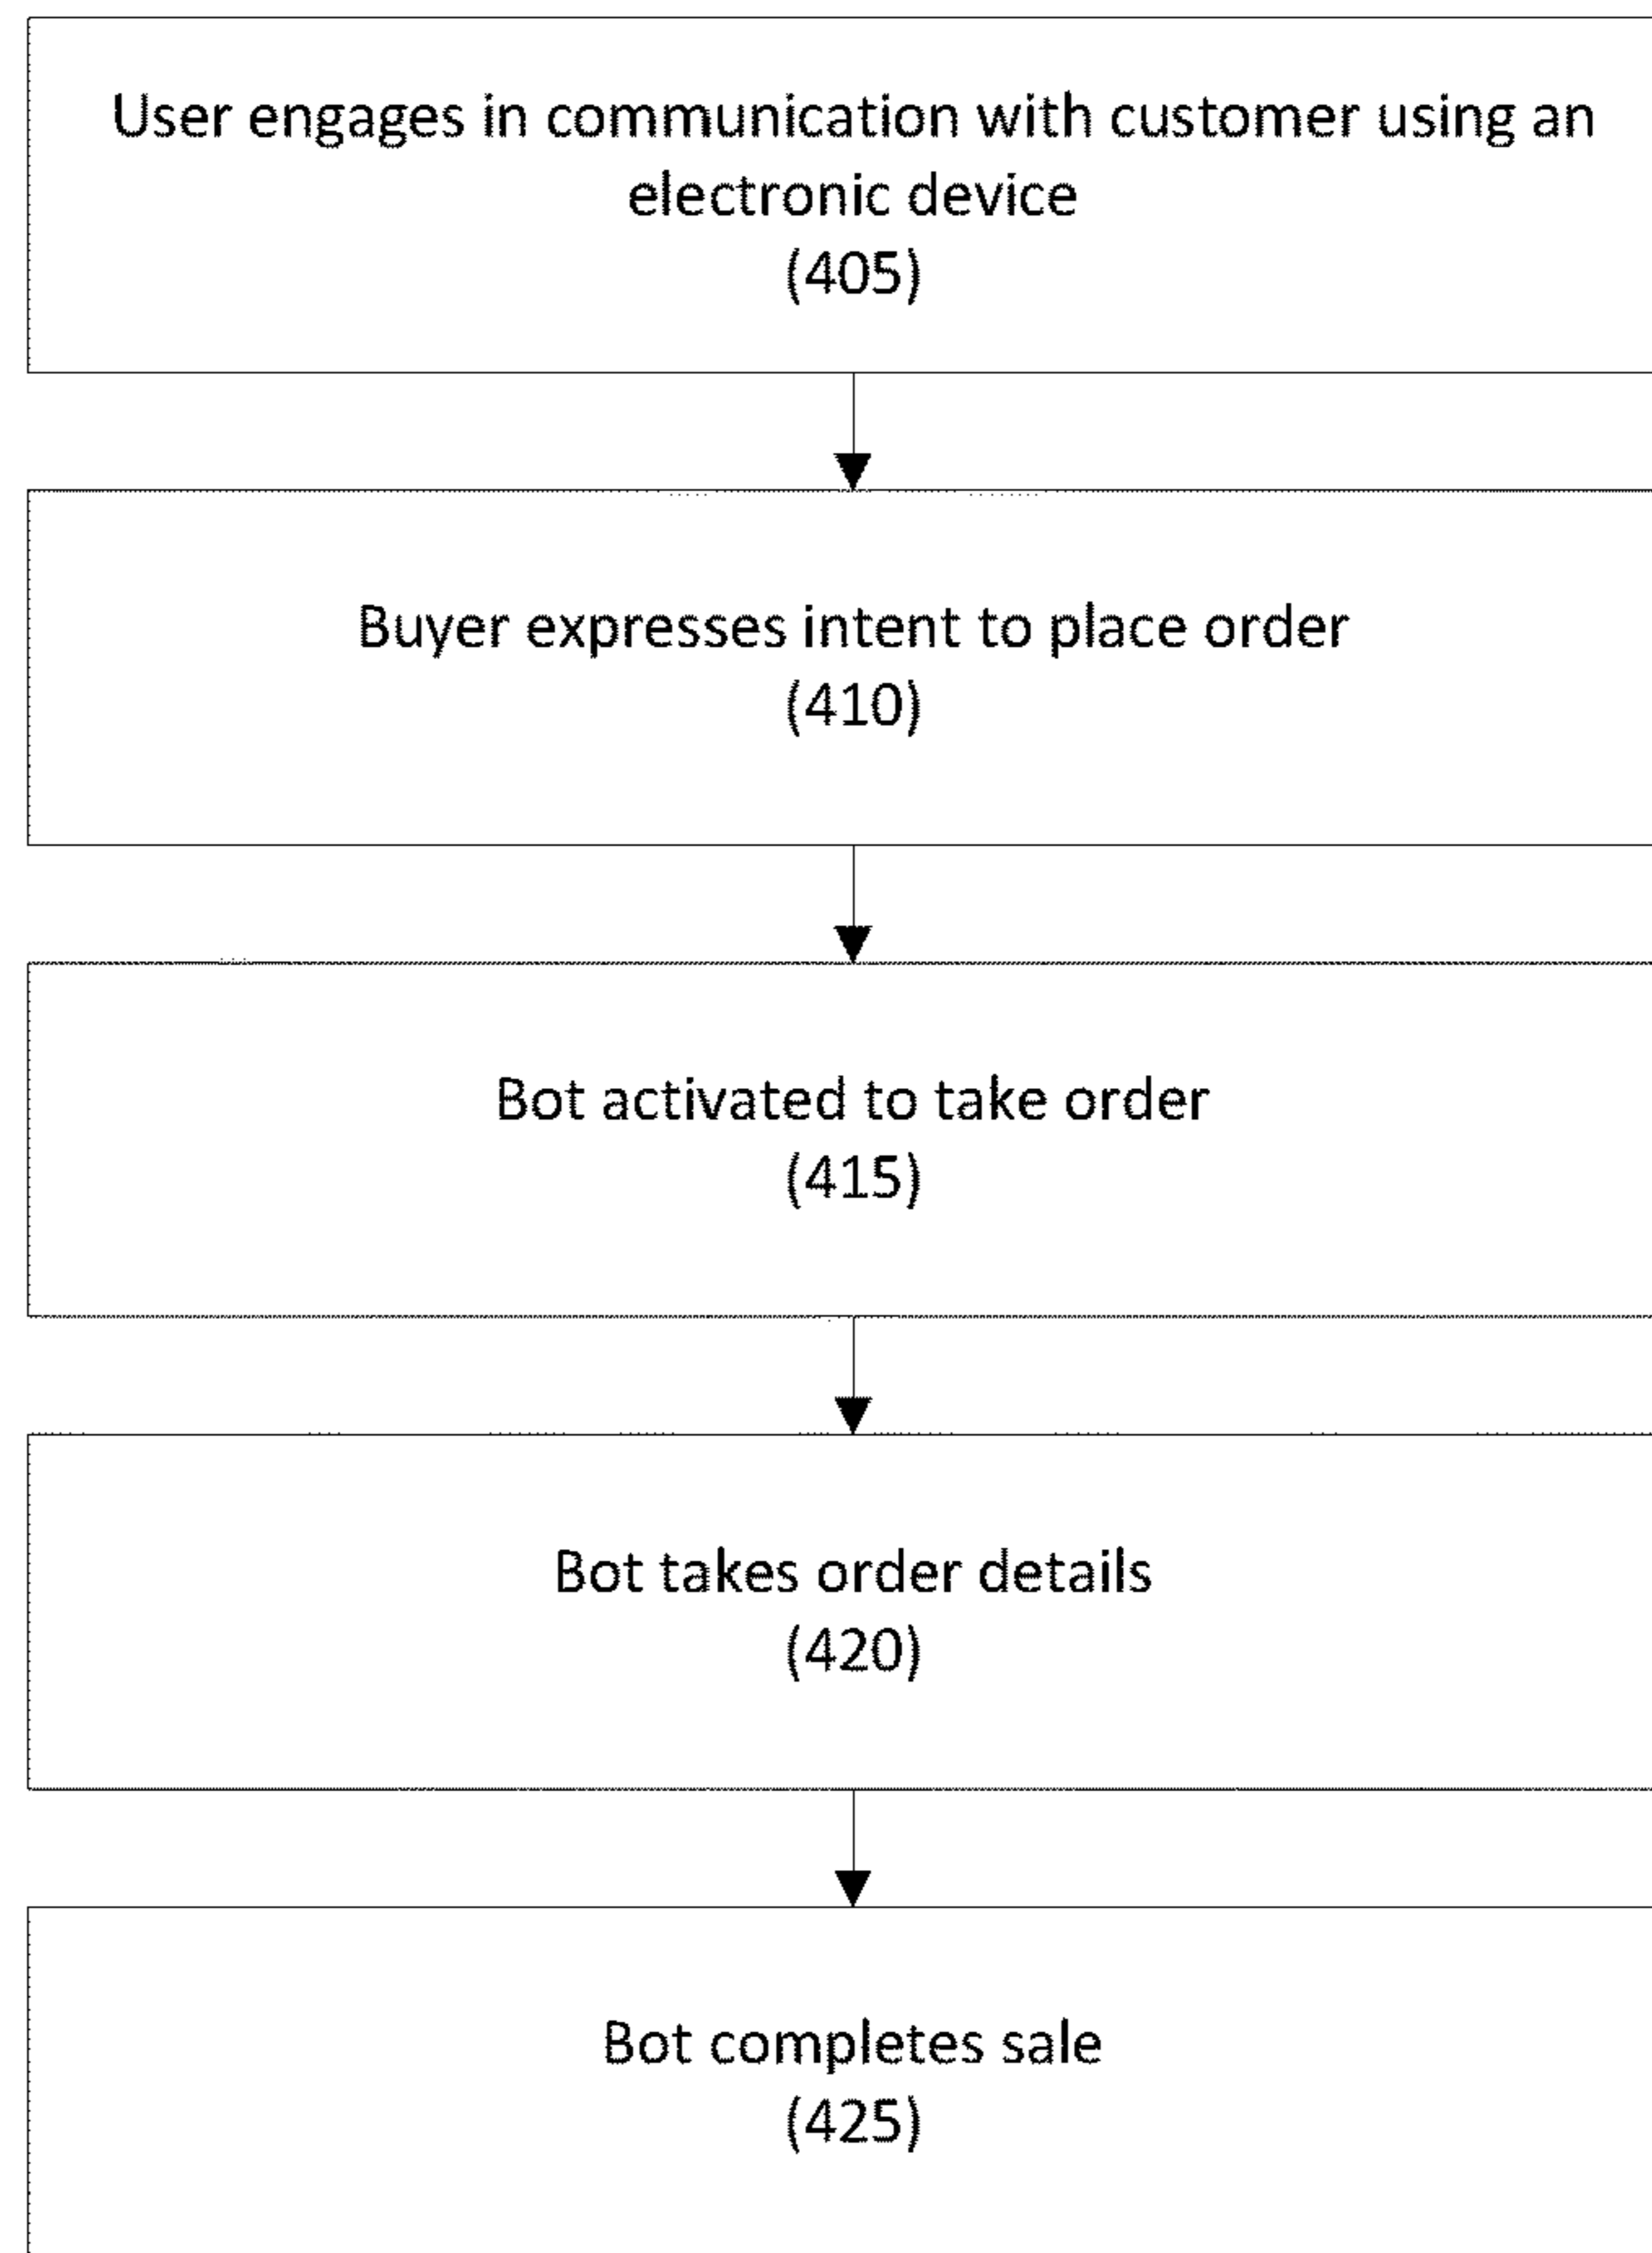 User engages in communication with customer using an
electronic device
(405)
Buyer expresses intent to place order
(410)
Bot activated to take order
(415)
Bot takes order details
(420)
Bot completes sale
(425)